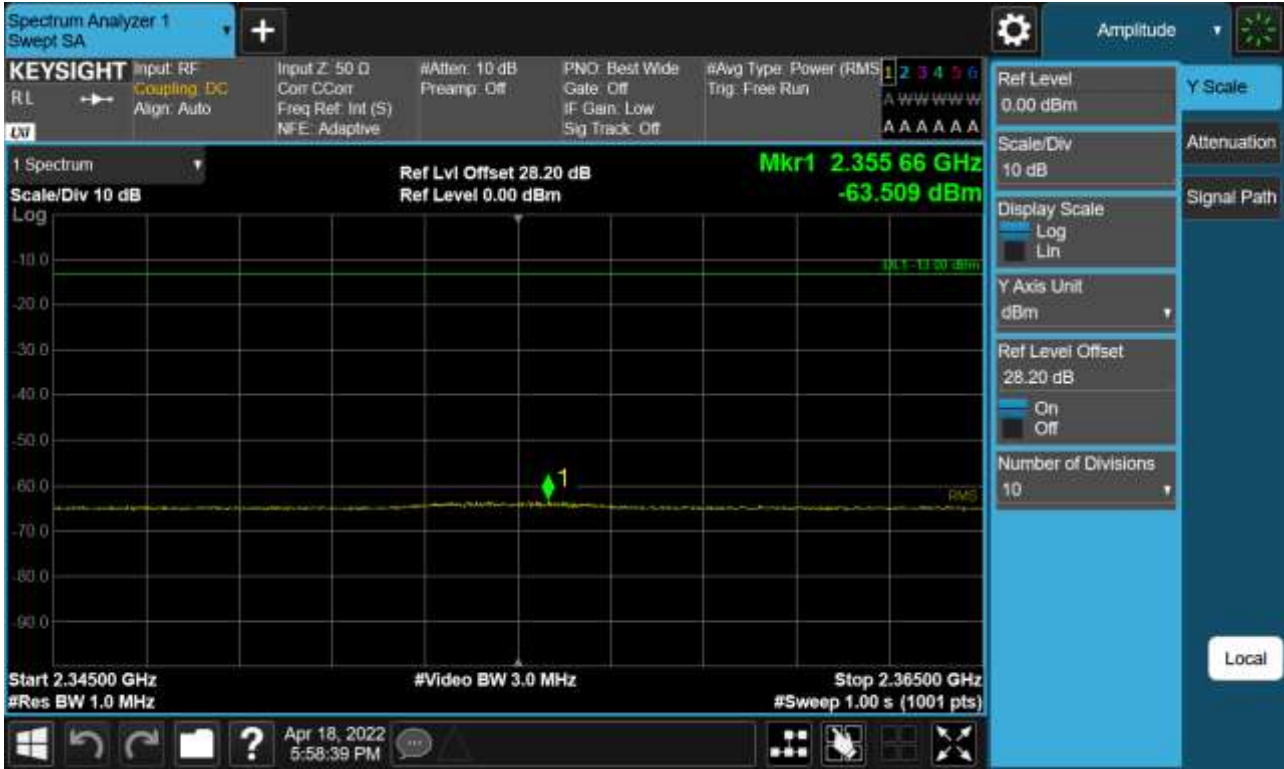 Spectrum Analyzer 1
Swept SA
+
Amplitude
KEYSIGHT
RL
LXI
Input: RF
Coupling: DC
Align: Auto
Input Z: 50 Ω
Corr CCorr
Freq Ref: Int (S)
NFE: Adaptive
#Atten: 10 dB
Preamp: Off
PNO: Best Wide
Gate: Off
IF Gain: Low
Sig Track: Off
#Avg Type: Power (RMS
Trig: Free Run
1 2 3 4 5 6
A W W W W W
A A A A A A
1 Spectrum
Scale/Div 10 dB
Log
Ref Lvl Offset 28.20 dB
Ref Level 0.00 dBm
Mkr1 2.355 66 GHz
-63.509 dBm
-10.0
DL1 -13.00 dBm
-20.0
-30.0
-40.0
-50.0
1
-60.0
RMS
-70.0
-80.0
-90.0
Start 2.34500 GHz
#Video BW 3.0 MHz
Stop 2.36500 GHz
#Res BW 1.0 MHz
#Sweep 1.00 s (1001 pts)
Ref Level
0.00 dBm
Scale/Div
10 dB
Display Scale
Log
Lin
Y Axis Unit
dBm
Ref Level Offset
28.20 dB
On
Off
Number of Divisions
10
Y Scale
Attenuation
Signal Path
Local
?
Apr 18, 2022
5:58:39 PM